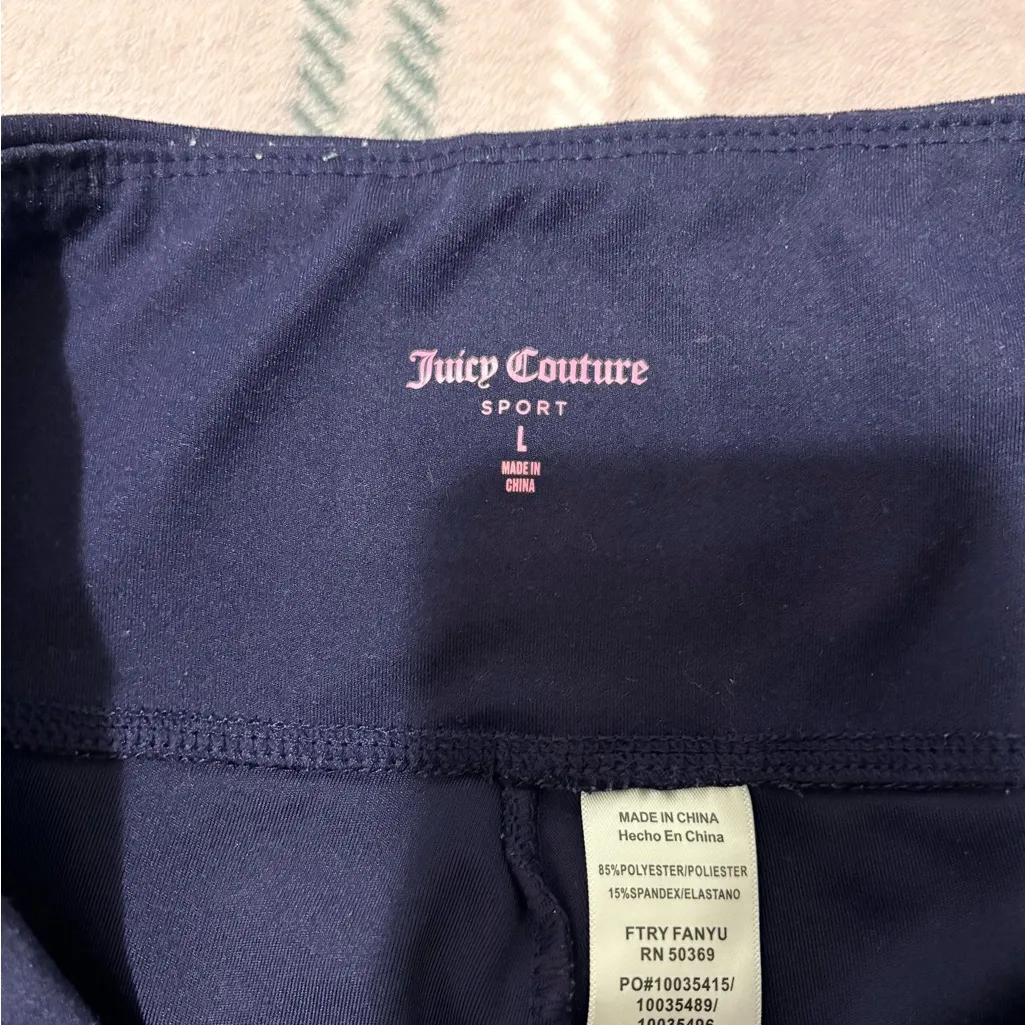 Juicy Couture
SPORT
L
MADE IN
CHINA
MADE IN CHINA
Hecho En China
85%POLYESTER/POLIESTER
15%SPANDEX/ELASTANO
FTRY FANYU
RN 50369
PO#10035415/
10035489/
10035496